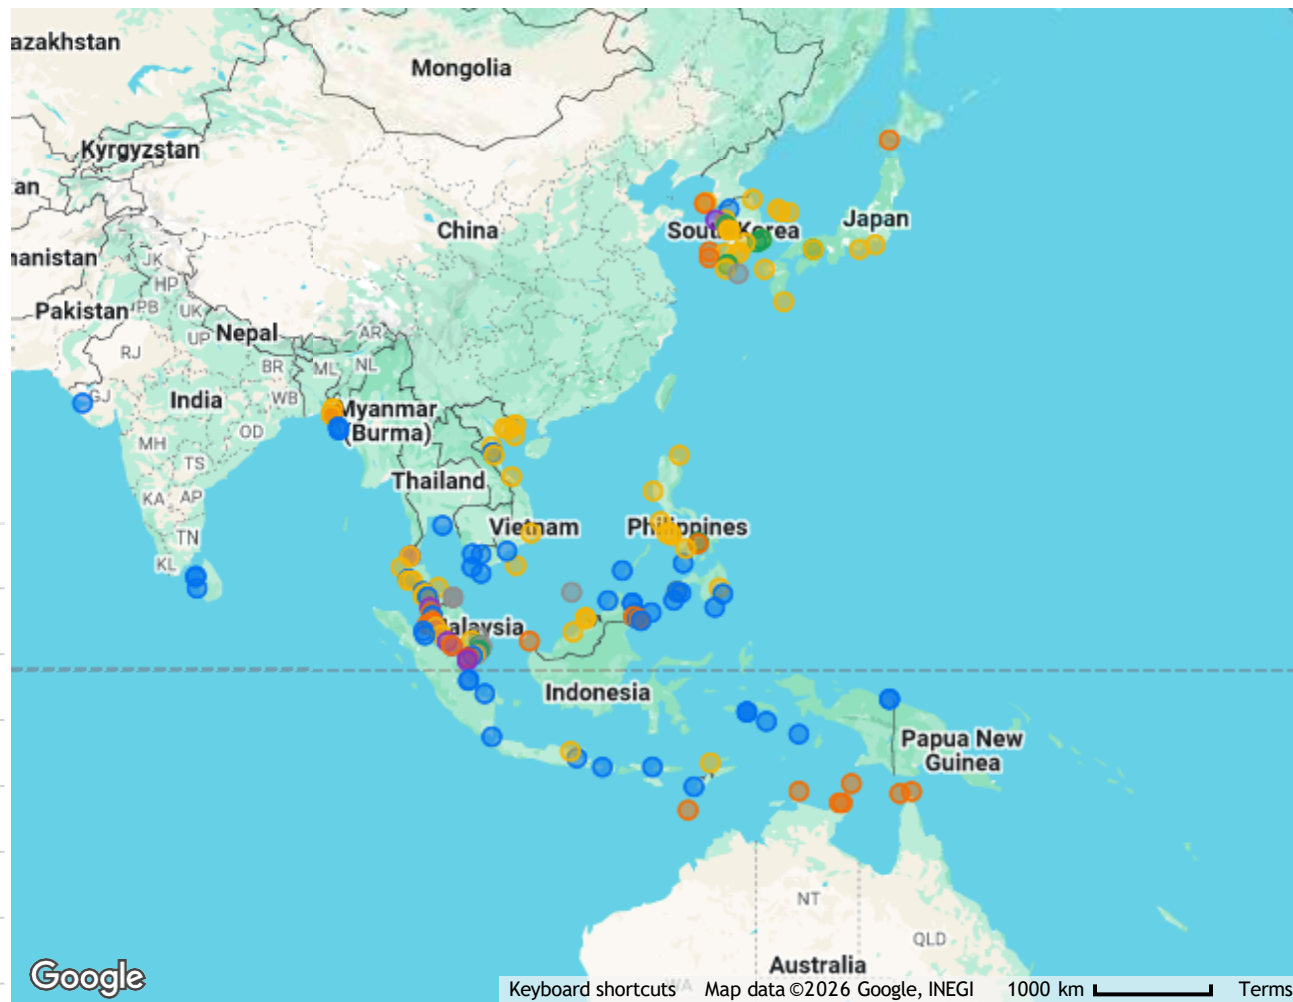 azakhstan
Mongolia
Kyrgyzstan
an
China
Japan
South Korea
hanistan
JK
HP
Pakistan
PB
UK
Nepal
UP
AR
RJ
BR
ML
NL
GJ
India
WB
Myanmar
(Burma)
OD
MH
TS
Thailand
KA
AP
Vietnam
Philippines
TN
KL
Malaysia
Indonesia
Papua New
Guinea
NT
QLD
Australia
WA
Google
Keyboard shortcuts
Map data ©2026 Google, INEGI
1000 km
Terms